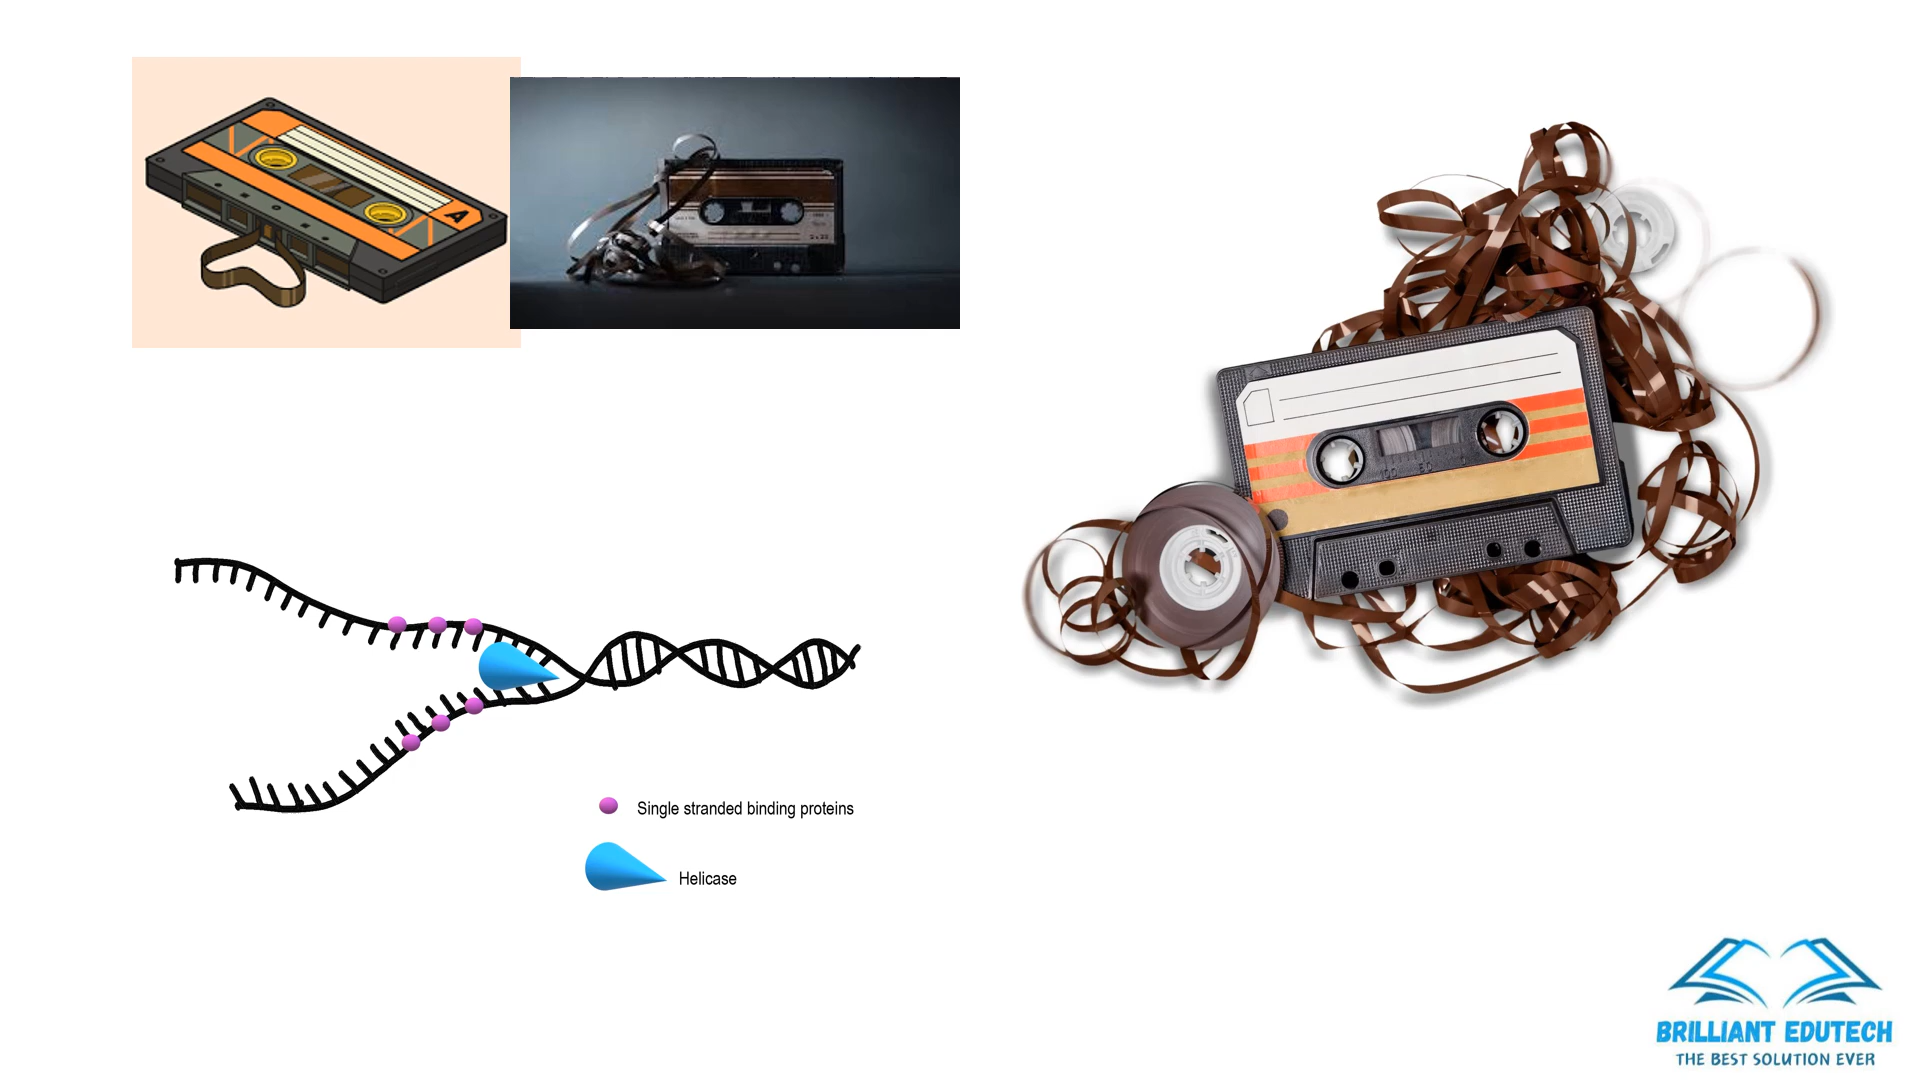 A
Single stranded binding proteins
Helicase
BRILLIANT EDUTECH
THE BEST SOLUTION EVER